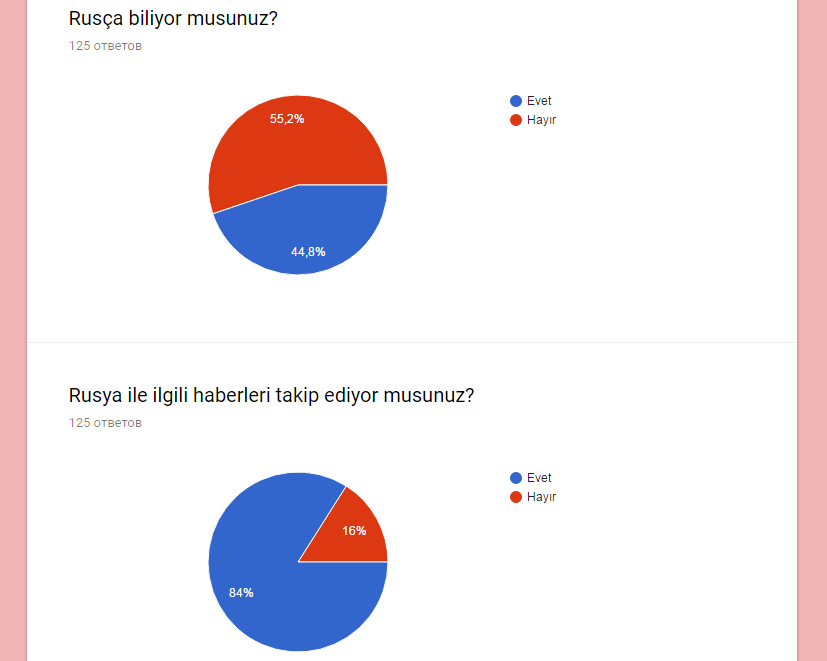 Rusça biliyor musunuz?
125 ответов
Evet
Hayır
55,2%
44,8%
Rusya ile ilgili haberleri takip ediyor musunuz?
125 ответов
Evet
Hayır
16%
84%